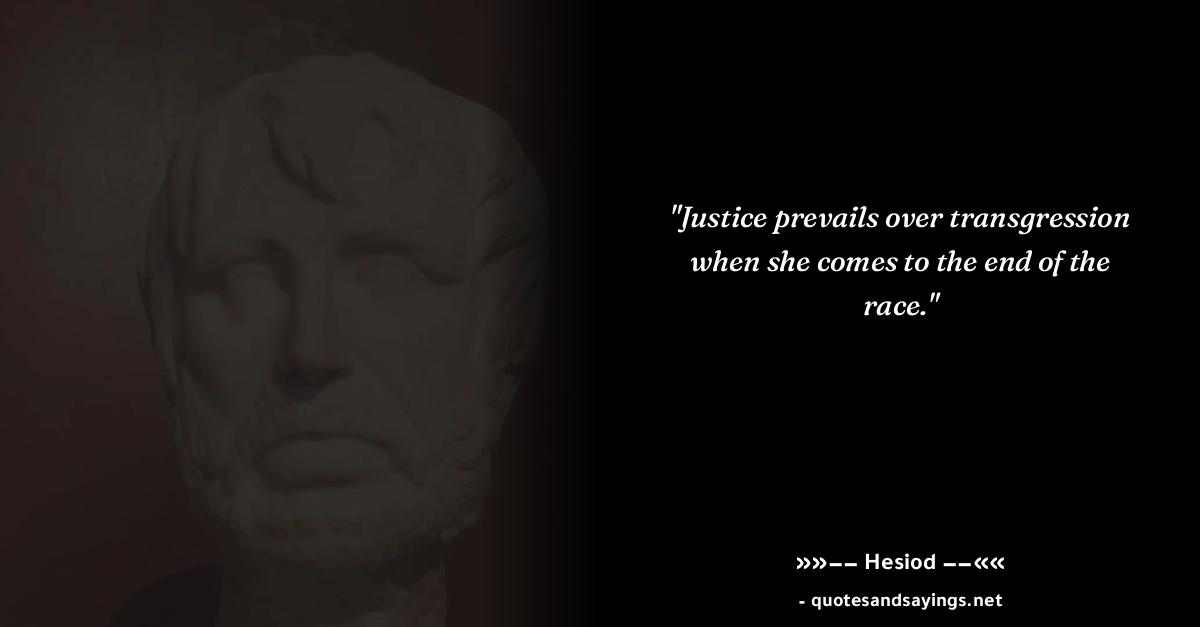 "Justice prevails over transgression
when she comes to the end of the
race."
»»–– Hesiod ––««
- quotesandsayings.net